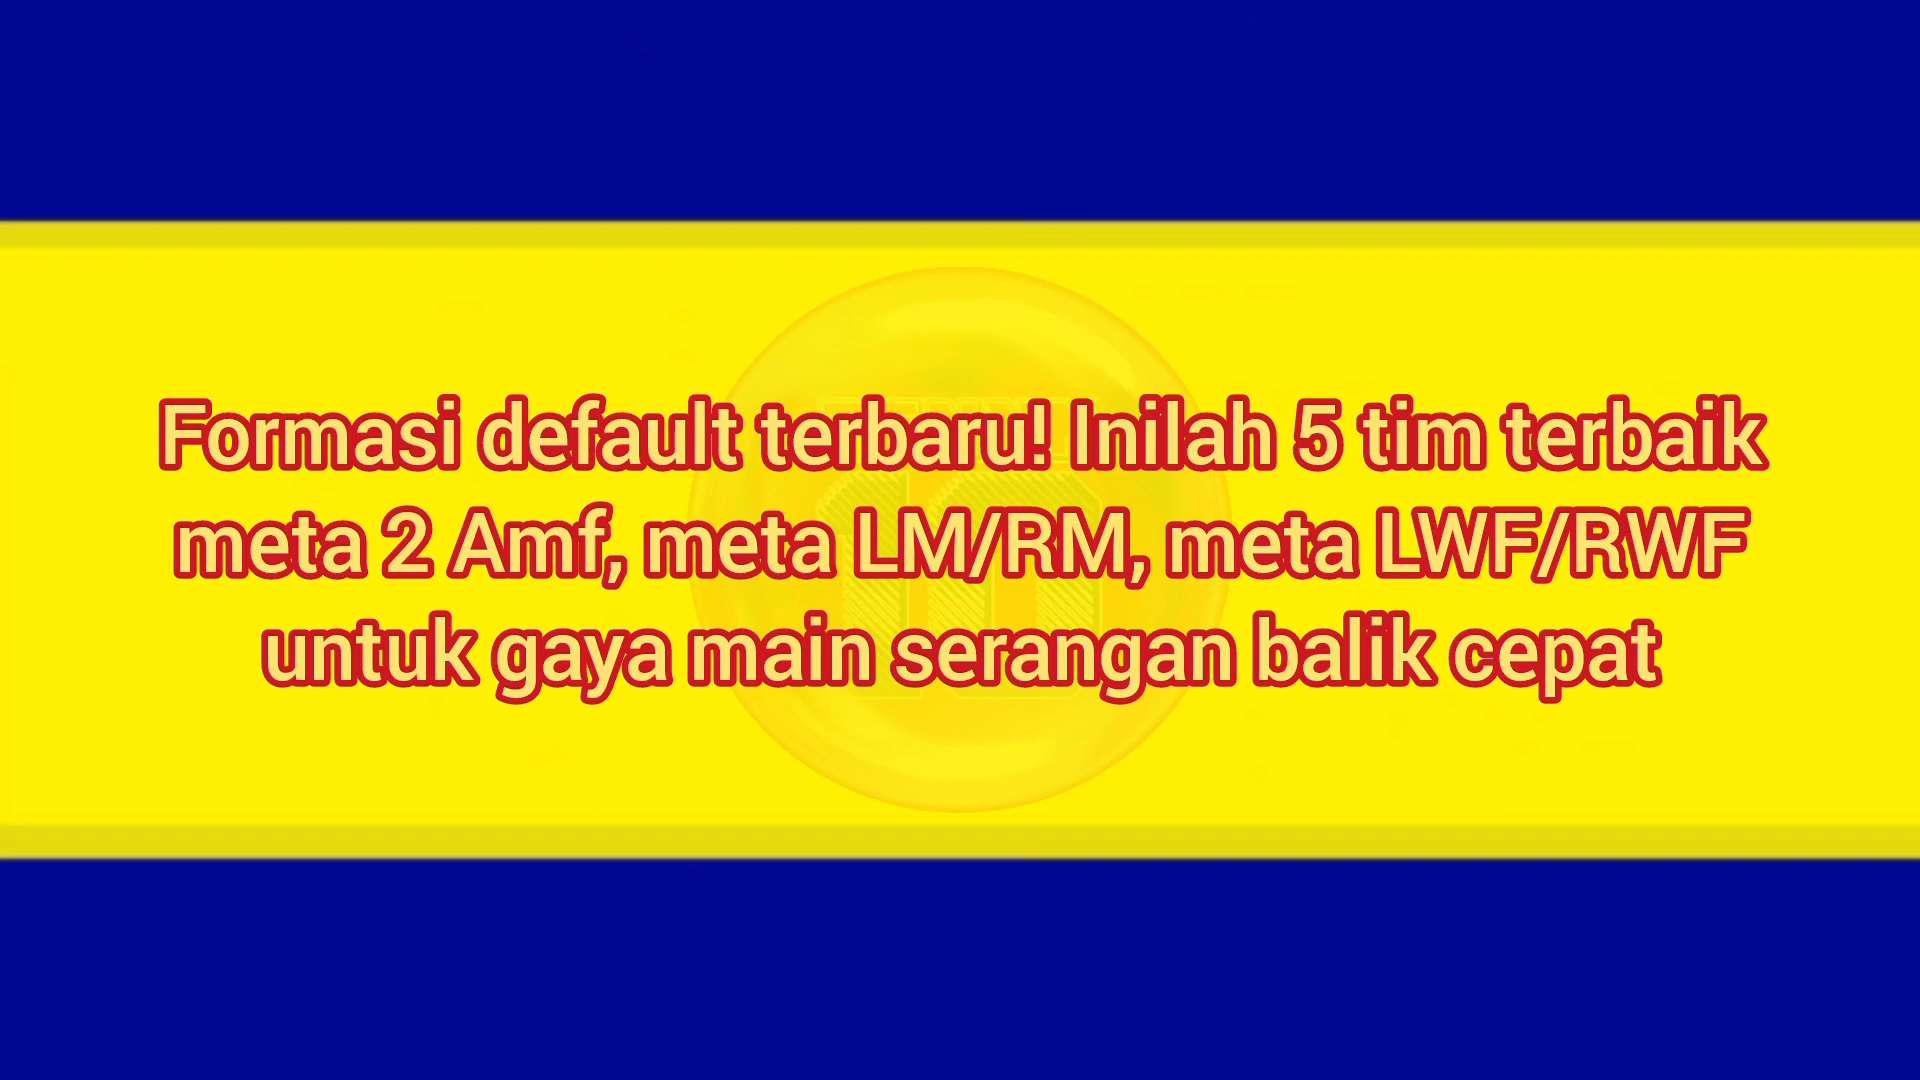 Formasi default terbaru! Inilah 5 tim terbaik
meta 2 Amf, meta LM/RM, meta LWF/RWF
untuk gaya main serangan balik cepat